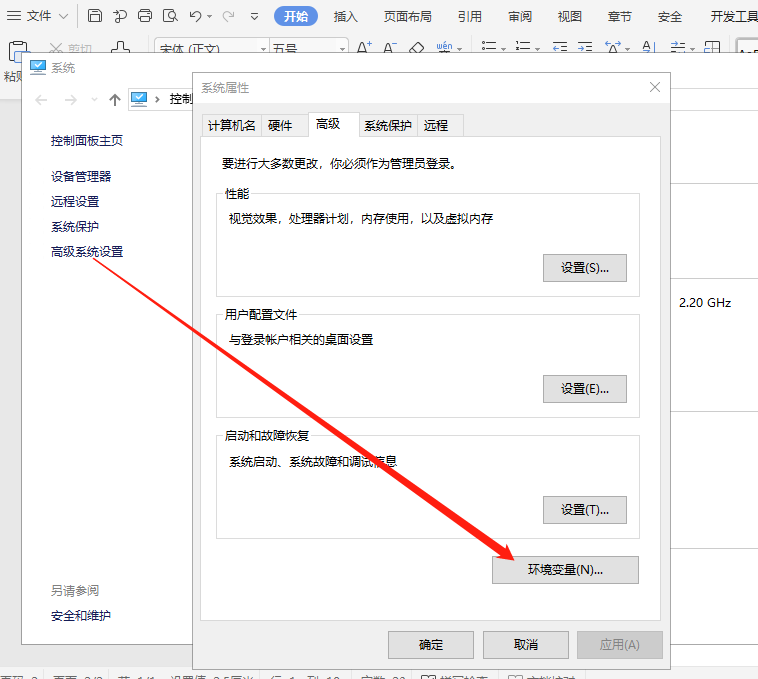 文件 开始 插入 页面布局 引用 审阅 视图 章节 安全 开发工具
剪切 宋体 (正文) 五号
系统
控制
控制面板主页
设备管理器
远程设置
系统保护
高级系统设置
另请参阅
安全和维护
系统属性
计算机名 硬件 高级 系统保护 远程
要进行大多数更改，你必须作为管理员登录。
性能
视觉效果，处理器计划，内存使用，以及虚拟内存
设置(S)...
用户配置文件
与登录帐户相关的桌面设置
设置(E)...
启动和故障恢复
系统启动、系统故障和调试信息
设置(T)...
环境变量(N)...
确定 取消 应用(A)
2.20 GHz